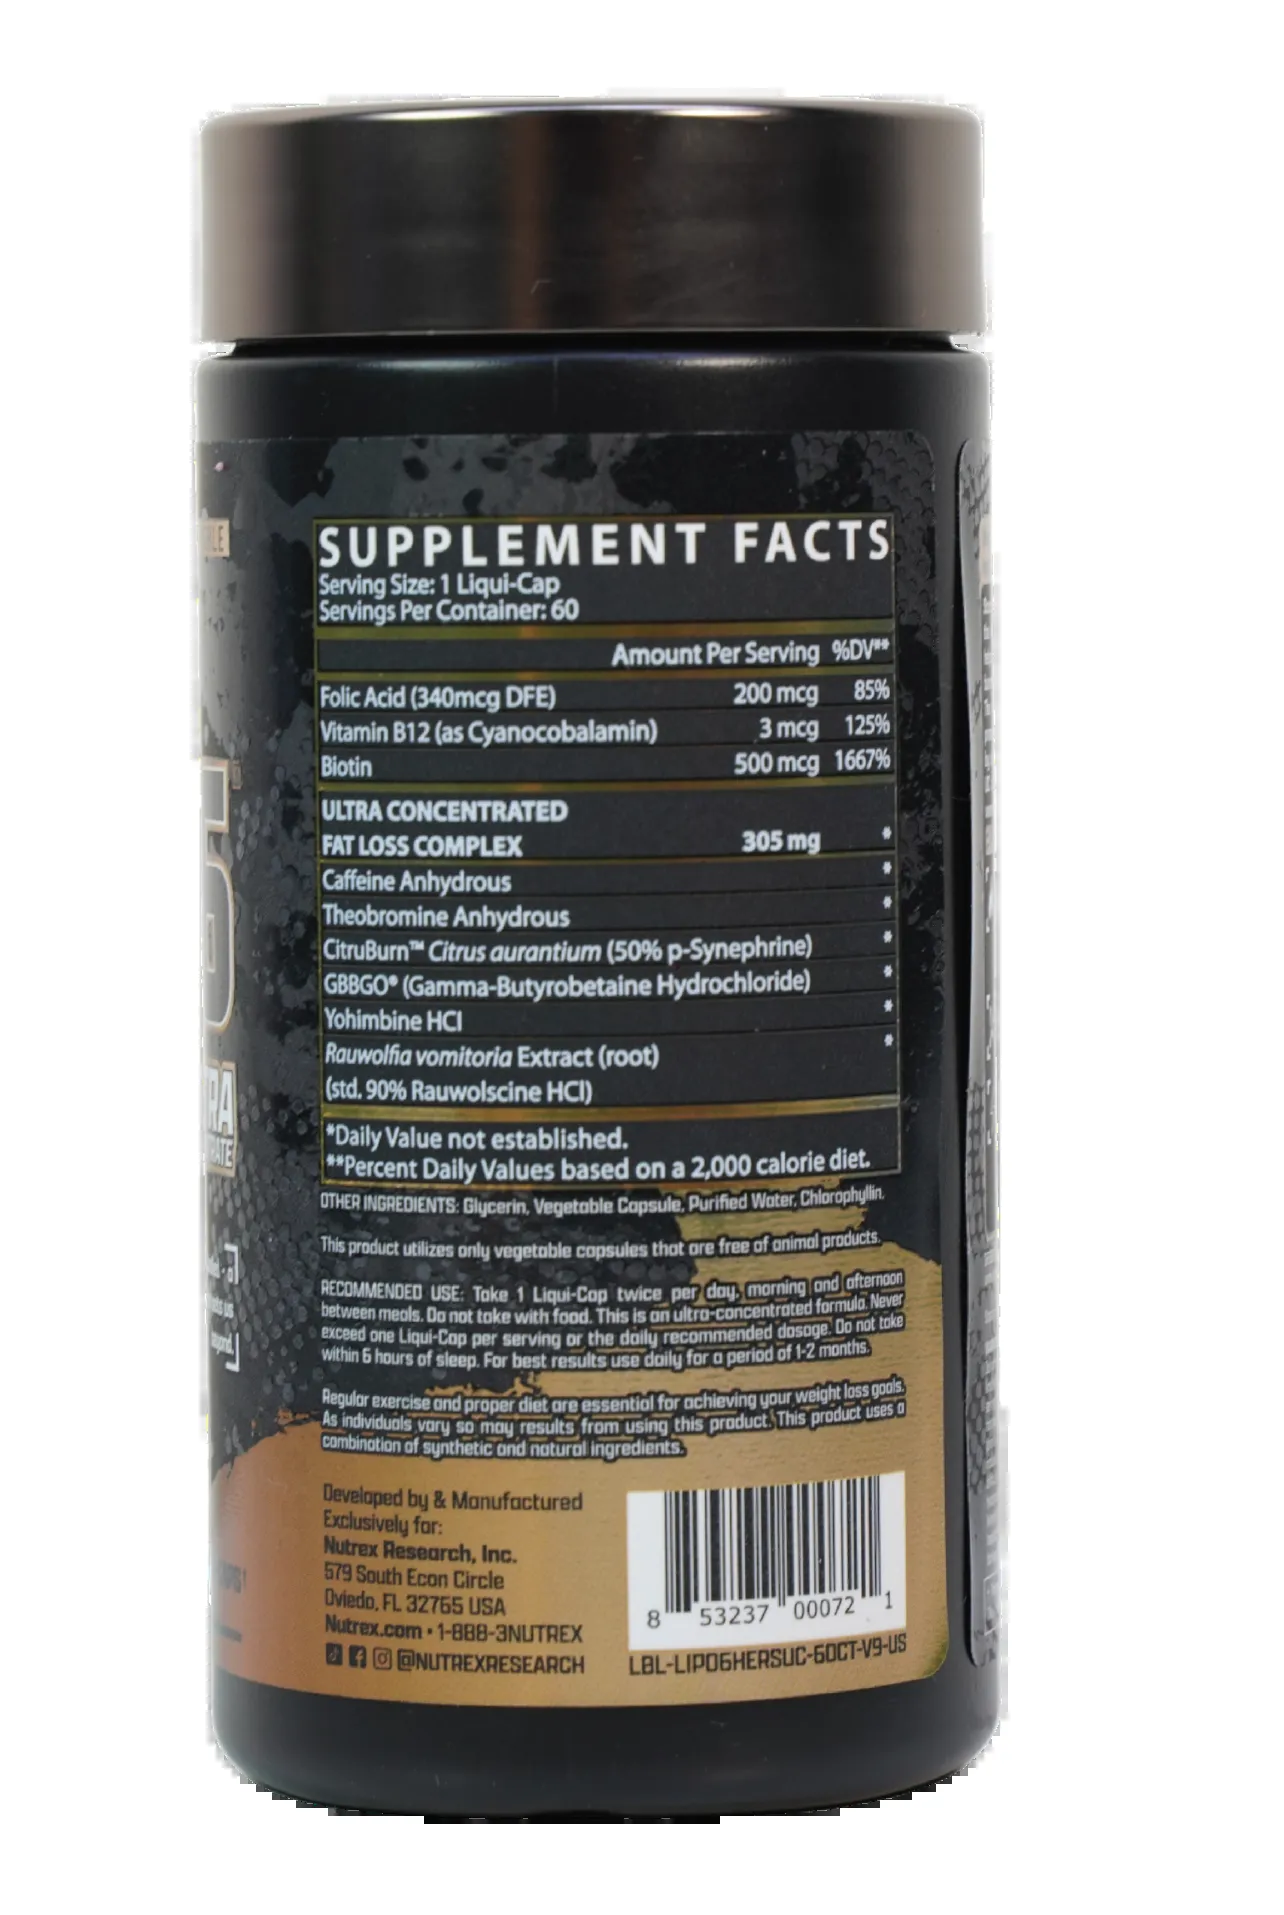 SUPPLEMENT FACTS
Serving Size: 1 Liqui-Cap
Servings Per Container: 60
Amount Per Serving %DV**
Folic Acid (340mcg DFE) 200 mcg 85%
Vitamin B12 (as Cyanocobalamin) 3 mcg 125%
Biotin 500 mcg 1667%
ULTRA CONCENTRATED
FAT LOSS COMPLEX 305 mg *
Caffeine Anhydrous *
Theobromine Anhydrous *
CitruBurn™ Citrus aurantium (50% p-Synephrine) *
GBBGO® (Gamma-Butyrobetaine Hydrochloride) *
Yohimbine HCl *
Rauwolfia vomitoria Extract (root) *
(std. 90% Rauwolscine HCl)
*Daily Value not established.
**Percent Daily Values based on a 2,000 calorie diet.
OTHER INGREDIENTS: Glycerin, Vegetable Capsule, Purified Water, Chlorophyllin.
This product utilizes only vegetable capsules that are free of animal products.
RECOMMENDED USE: Take 1 Liqui-Cap twice per day, morning and afternoon
between meals. Do not take with food. This is an ultra-concentrated formula. Never
exceed one Liqui-Cap per serving or the daily recommended dosage. Do not take
within 6 hours of sleep. For best results use daily for a period of 1-2 months.
Regular exercise and proper diet are essential for achieving your weight loss goals.
As individuals vary so may results from using this product. This product uses a
combination of synthetic and natural ingredients.
Developed by & Manufactured
Exclusively for:
Nutrex Research, Inc.
579 South Econ Circle
Oviedo, FL 32765 USA
Nutrex.com • 1-888-3NUTREX
@NUTREXRESEARCH
8 53237 00072 1
LBL-LIPO6HERSUC-60CT-V9-US
6